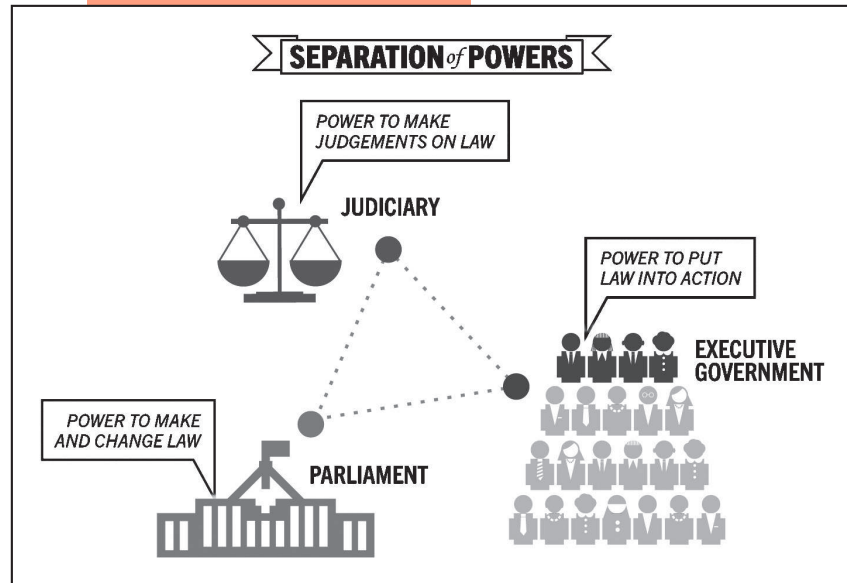 SEPARATION of POWERS
POWER TO MAKE
JUDGEMENTS ON LAW
JUDICIARY
POWER TO PUT
LAW INTO ACTION
EXECUTIVE
GOVERNMENT
POWER TO MAKE
AND CHANGE LAW
PARLIAMENT